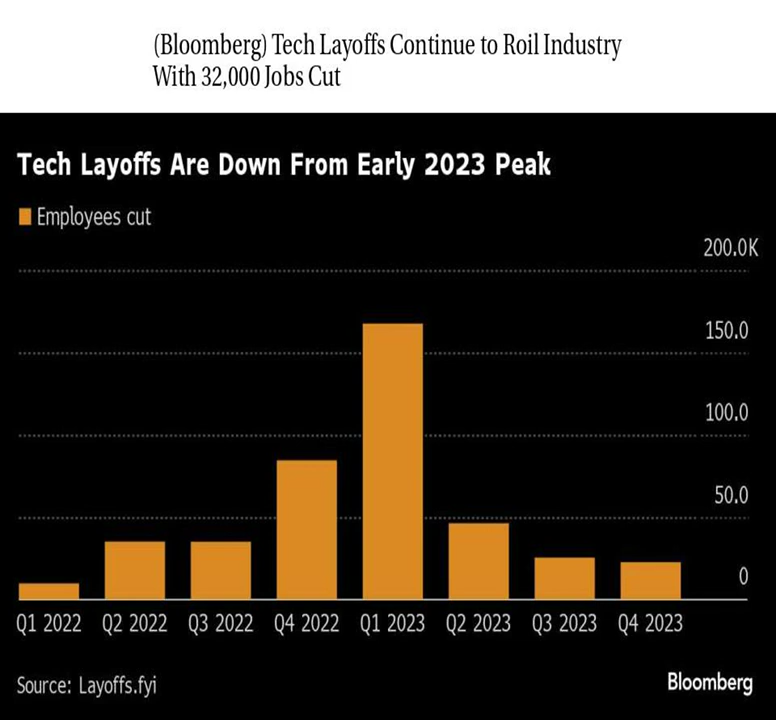 (Bloomberg) Tech Layoffs Continue to Roil Industry
With 32,000 Jobs Cut
Tech Layoffs Are Down From Early 2023 Peak
Employees cut
200.0K
150.0
100.0
50.0
0
Q1 2022 Q2 2022 Q3 2022 Q4 2022 Q1 2023 Q2 2023 Q3 2023 Q4 2023
Source: Layoffs.fyi
Bloomberg